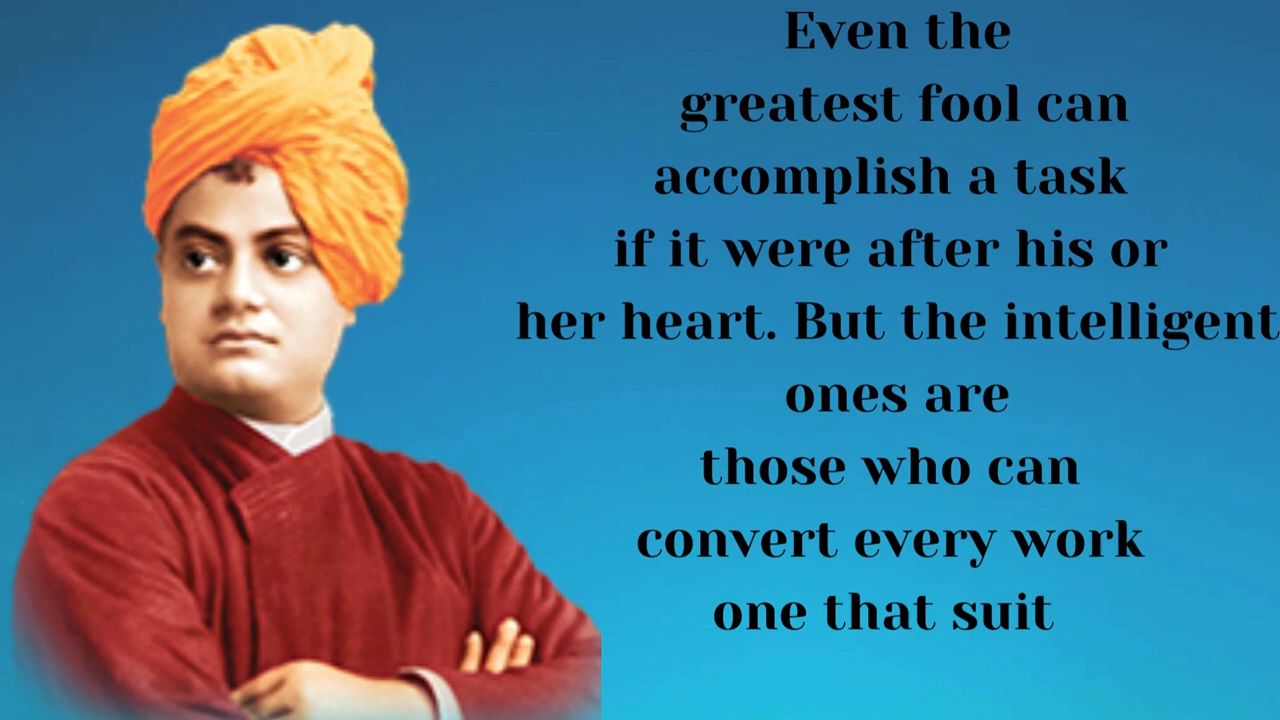 Even the
greatest fool can
accomplish a task
if it were after his or
her heart. But the intelligent
ones are
those who can
convert every work
one that suit